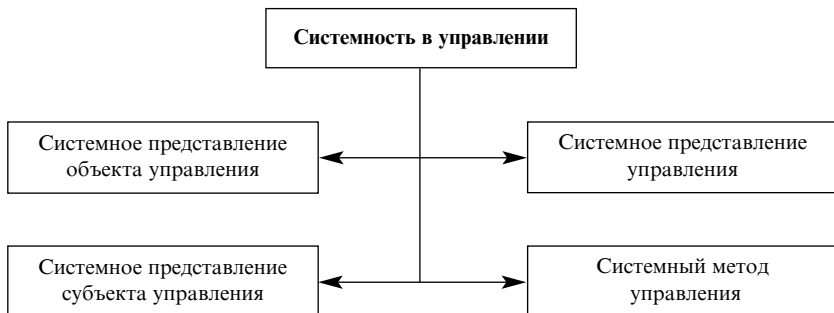 Системность в управлении
Системное представление
объекта управления
Системное представление
управления
Системное представление
субъекта управления
Системный метод
управления